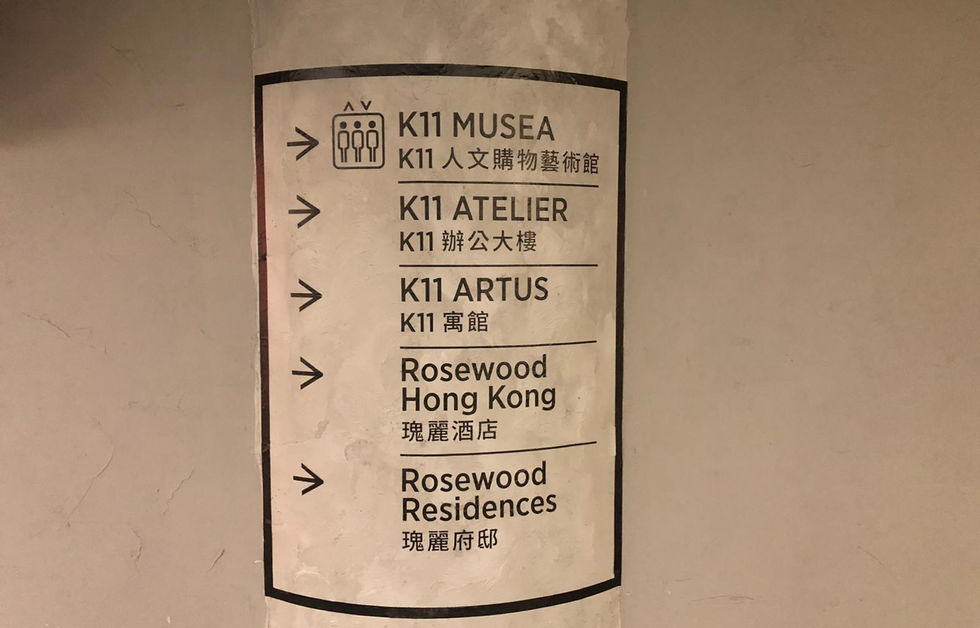 K11 MUSEA
K11 人文購物藝術館
K11 ATELIER
K11 辦公大樓
K11 ARTUS
K11 寓館
Rosewood
Hong Kong
瑰麗酒店
Rosewood
Residences
瑰麗府邸